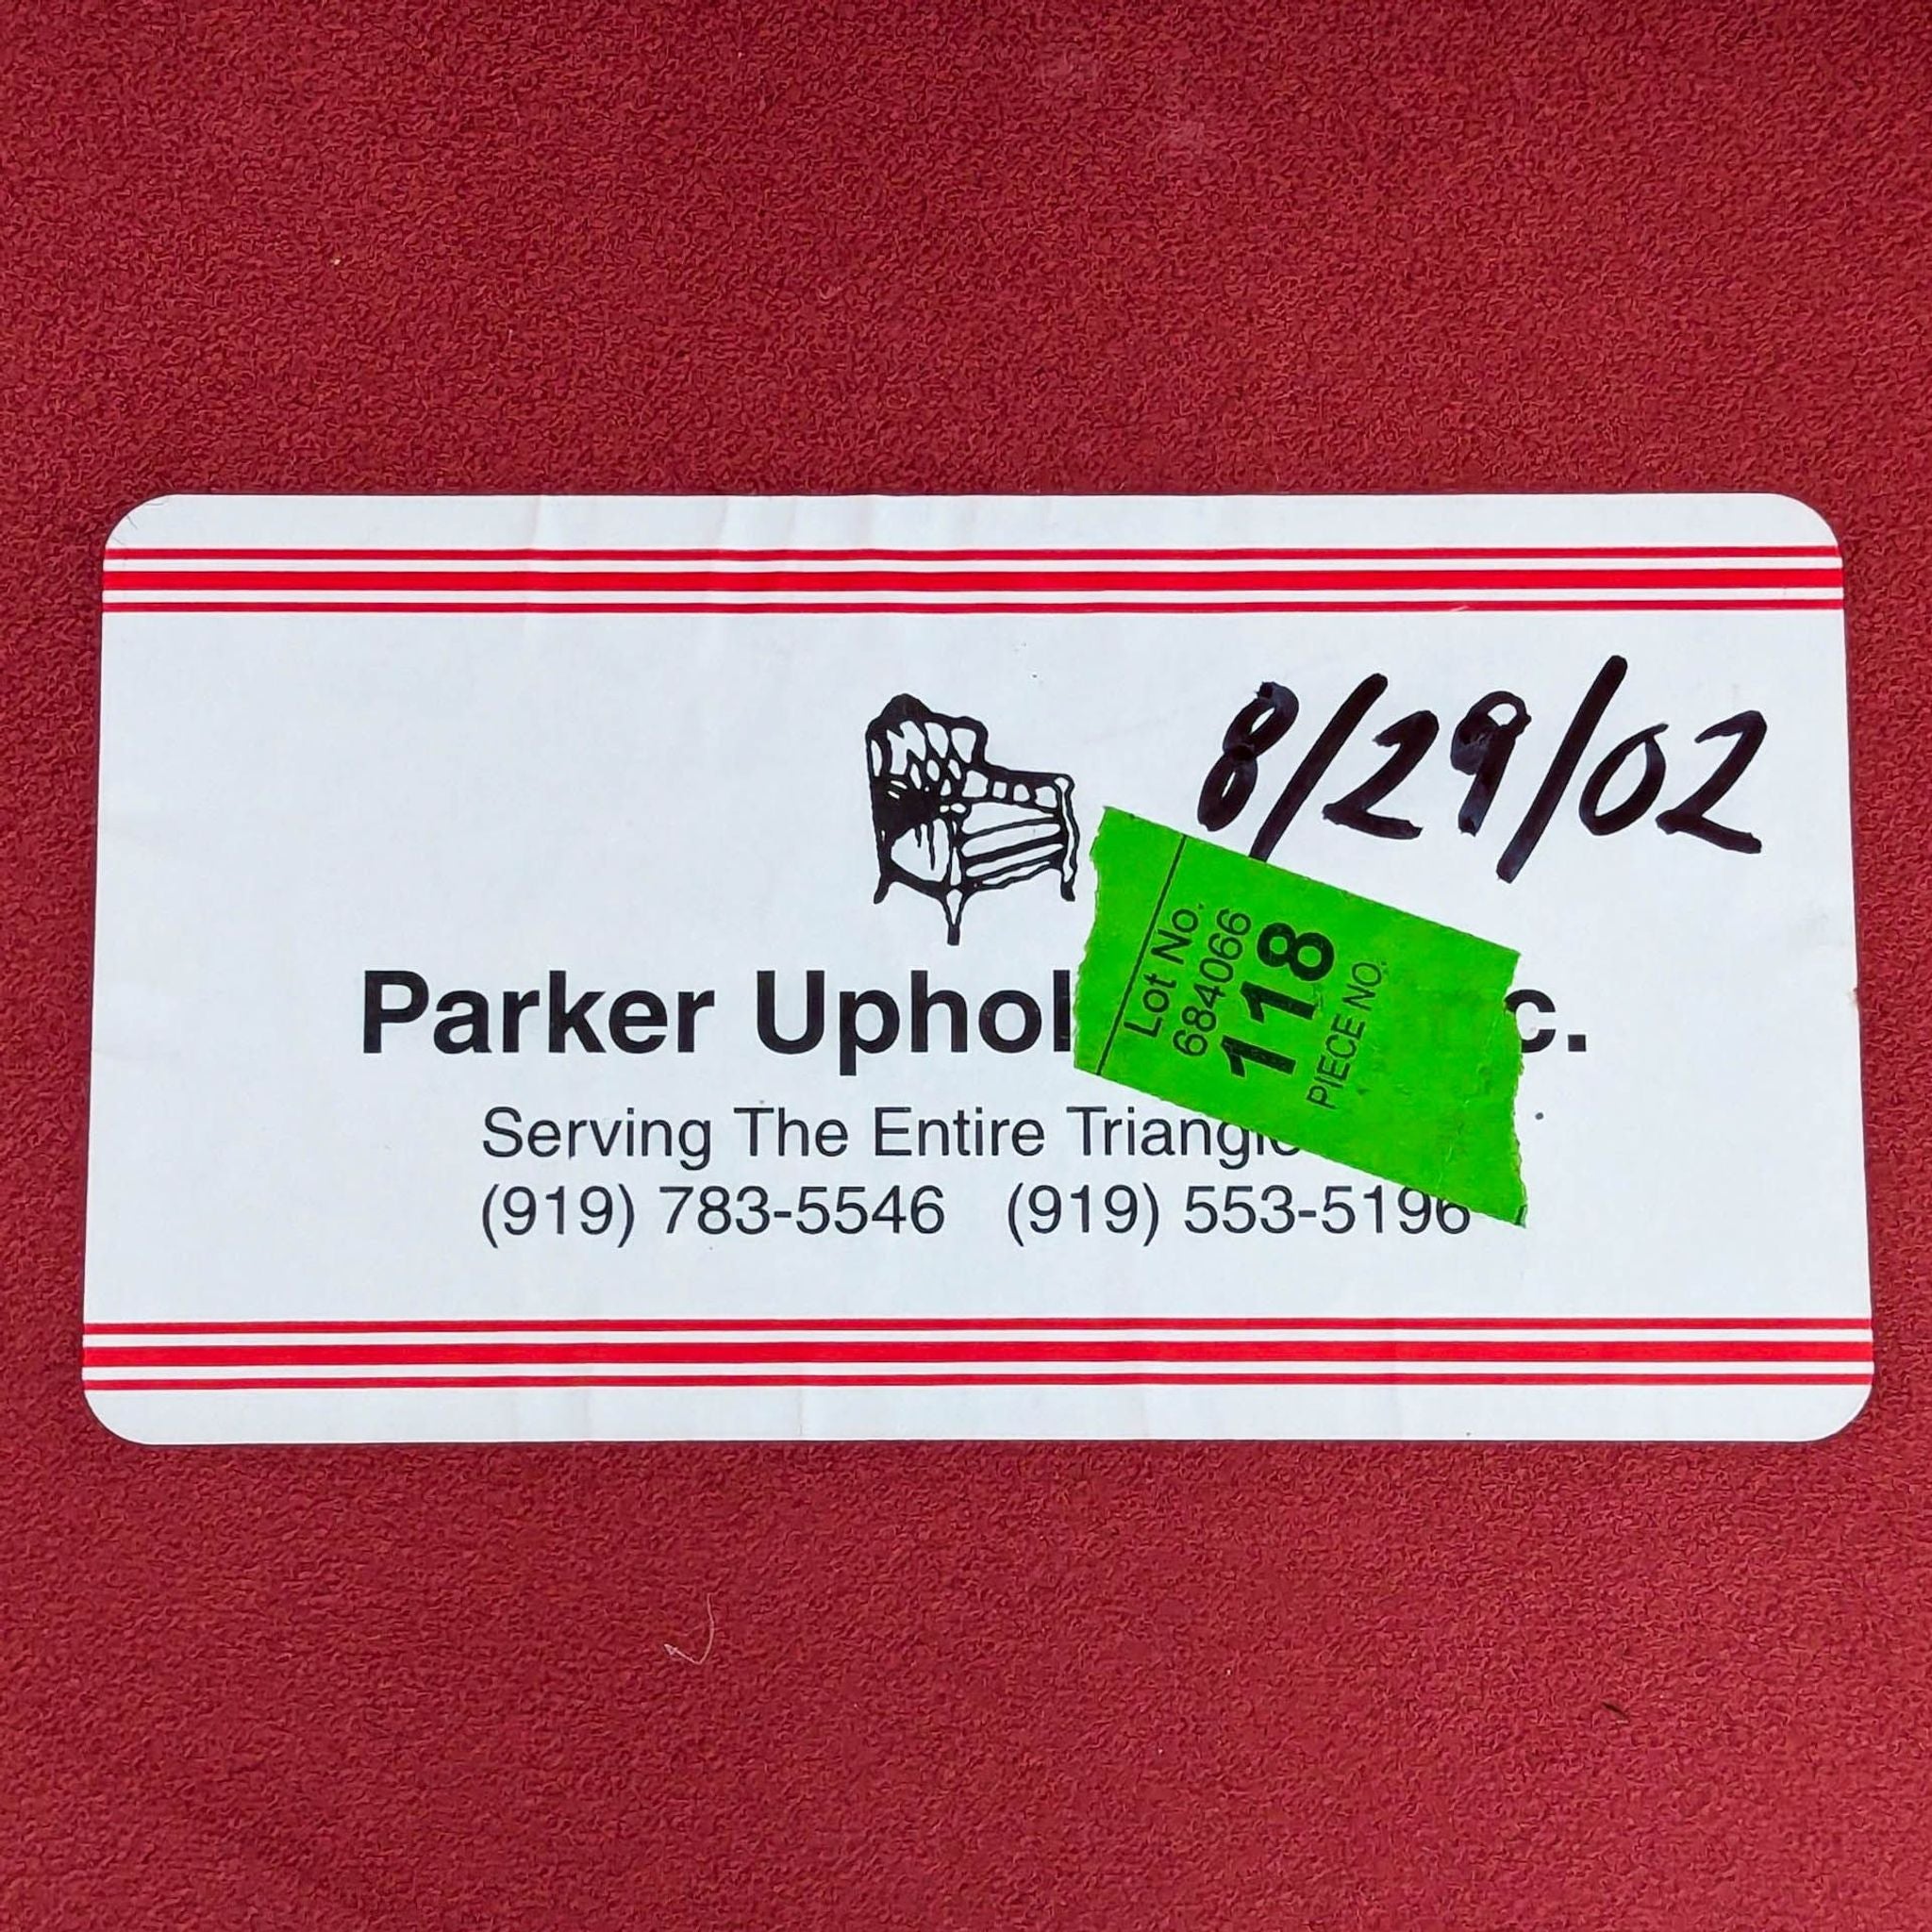 8/29/02
Parker Uphol c.
Serving The Entire Triangle
(919) 783-5546 (919) 553-5196
Lot No.
684066
118
PIECE NO.